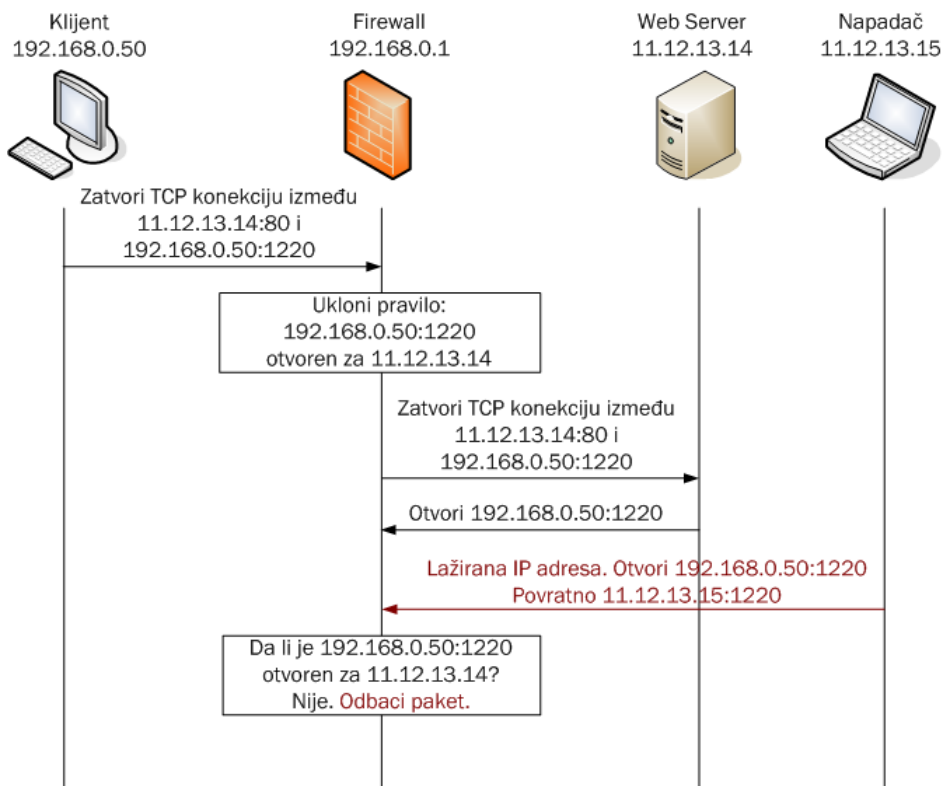 Klijent
192.168.0.50
Firewall
192.168.0.1
Web Server
11.12.13.14
Napadač
11.12.13.15
Zatvori TCP konekciju između
11.12.13.14:80 i
192.168.0.50:1220
Ukloni pravilo:
192.168.0.50:1220
otvoren za 11.12.13.14
Zatvori TCP konekciju između
11.12.13.14:80 i
192.168.0.50:1220
Otvori 192.168.0.50:1220
Lažirana IP adresa. Otvori 192.168.0.50:1220
Povratno 11.12.13.15:1220
Da li je 192.168.0.50:1220
otvoren za 11.12.13.14?
Nije. Odbaci paket.